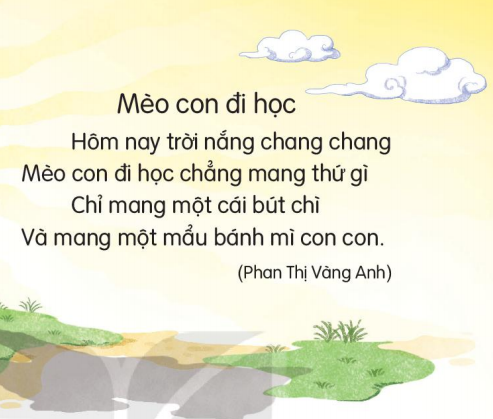 Mèo con đi học
Hôm nay trời nắng chang chang
Mèo con đi học chẳng mang thứ gì
Chỉ mang một cái bút chì
Và mang một mẩu bánh mì con con.
(Phan Thị Vàng Anh)